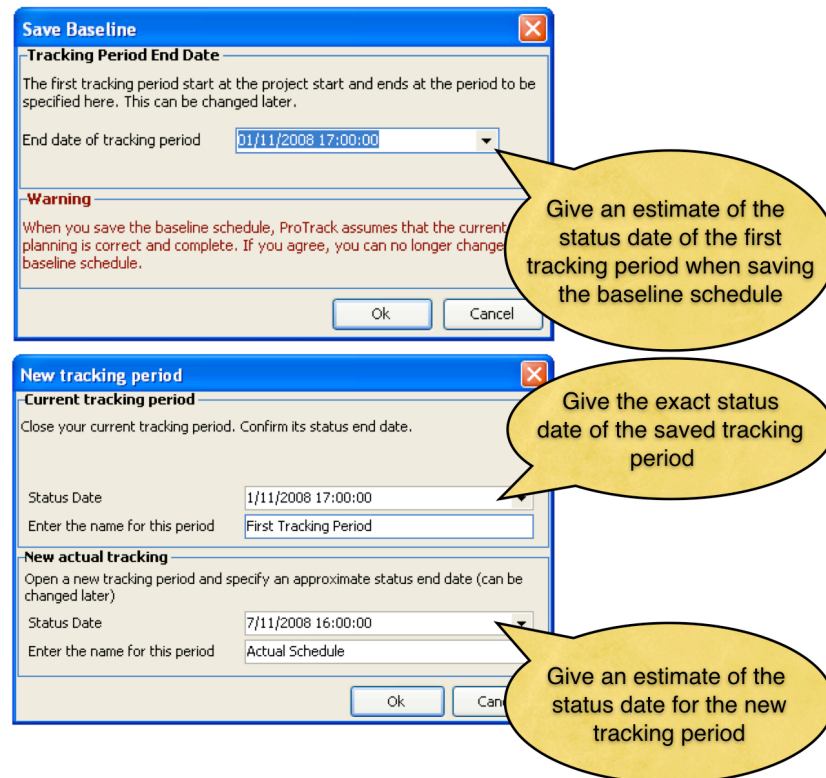 Save Baseline
Tracking Period End Date
The first tracking period start at the project start and ends at the period to be
specified here. This can be changed later.
End date of tracking period
01/11/2008 17:00:00
Warning
When you save the baseline schedule, ProTrack assumes that the current
planning is correct and complete. If you agree, you can no longer change
baseline schedule.
Ok
Cancel
Give an estimate of the
status date of the first
tracking period when saving
the baseline schedule
New tracking period
Current tracking period
Close your current tracking period. Confirm its status end date.
Status Date
1/11/2008 17:00:00
Enter the name for this period
First Tracking Period
Give the exact status
date of the saved tracking
period
New actual tracking
Open a new tracking period and specify an approximate status end date (can be
changed later)
Status Date
7/11/2008 16:00:00
Enter the name for this period
Actual Schedule
Ok
Give an estimate of the
status date for the new
tracking period